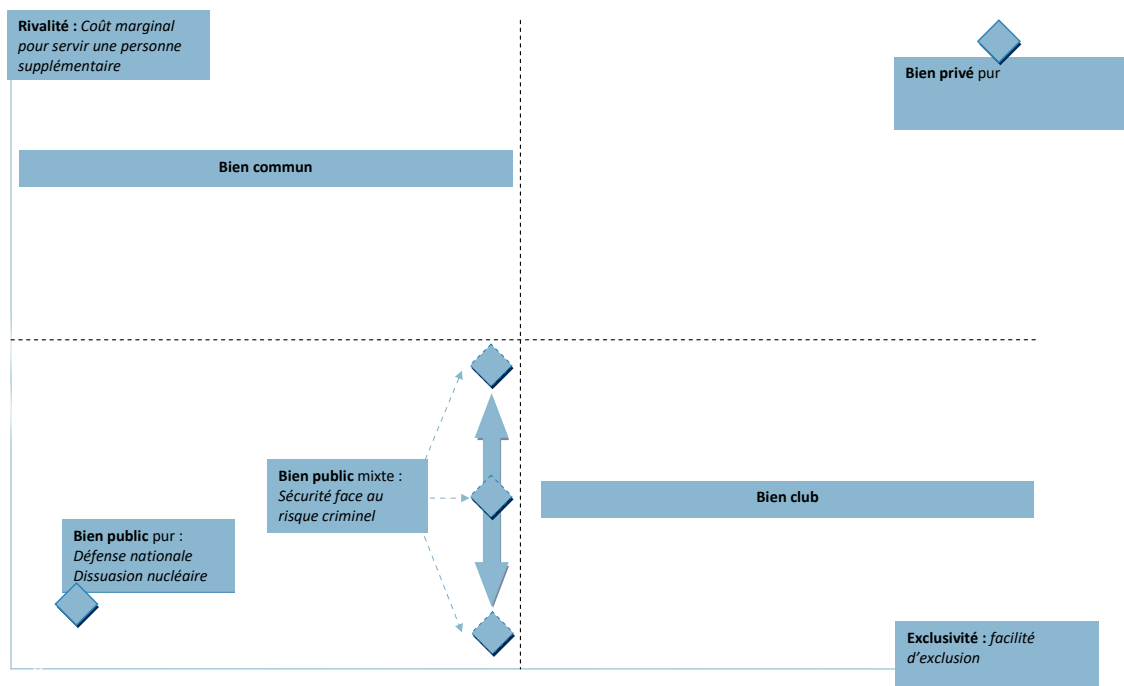 Rivalité : Coût marginal
pour servir une personne
supplémentaire
Bien privé pur
Bien commun
Bien public mixte :
Sécurité face au
risque criminel
Bien club
Bien public pur :
Défense nationale
Dissuasion nucléaire
Exclusivité : facilité
d'exclusion